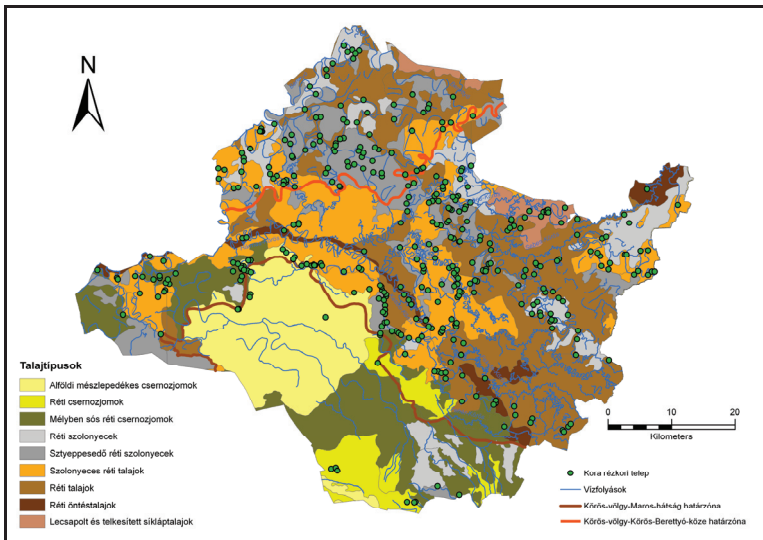 N
Talajtípusok
Alföldi mészlepedékes csernozjomok
Réti csernozjomok
Mélyben sós réti csernozjomok
Réti szolonyecek
Sztyeppesedő réti szolonyecek
Szolonyeces réti talajok
Réti talajok
Réti öntéstalajok
Lecsapolt és telkesített síkláptalajok
0 10 20
Kilometers
Kora rézkori telep
Vízfolyások
Körös-völgy-Maros-hátság határzóna
Körös-völgy-Körös-Berettyó-köze határzóna